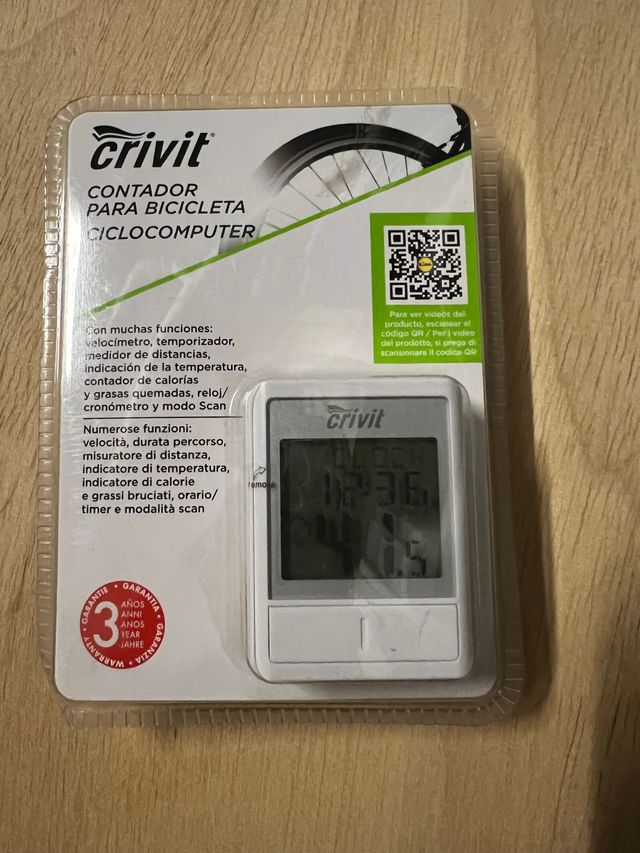 crivit
CONTADOR
PARA BICICLETA
CICLOCOMPUTER
Para ver vídeos del
producto, escanear el
código QR / Per i video
del prodotto, si prega di
scansionare il codice QR
Con muchas funciones:
velocímetro, temporizador,
medidor de distancias,
indicación de la temperatura,
contador de calorías
y grasas quemadas, reloj/
cronómetro y modo Scan
Numerose funzioni:
velocità, durata percorso,
misuratore di distanza,
indicatore di temperatura,
indicatore di calorie
e grassi bruciati, orario/
timer e modalità scan
crivit
CLOCK
12:36
GARANTIE • GARANTIA • GARANZIA • WARRANTY •
3
AÑOS
ANNI
ANOS
YEAR
JAHRE